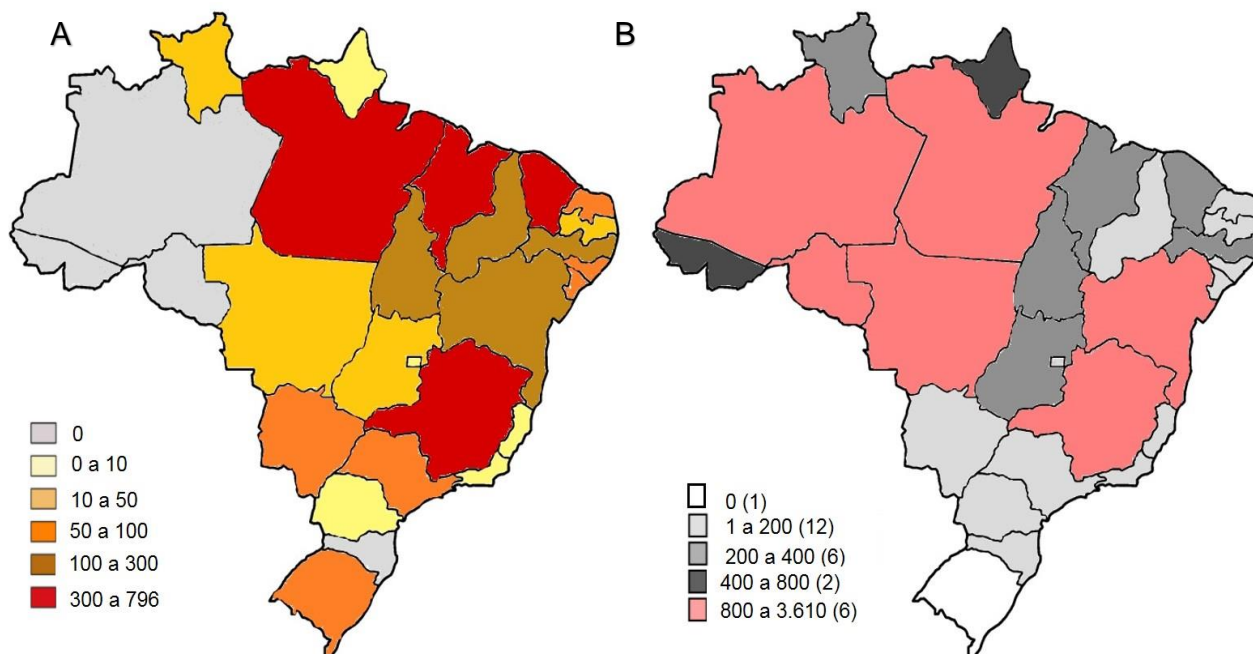 A
0
0 a 10
10 a 50
50 a 100
100 a 300
300 a 796
B
0 (1)
1 a 200 (12)
200 a 400 (6)
400 a 800 (2)
800 a 3.610 (6)